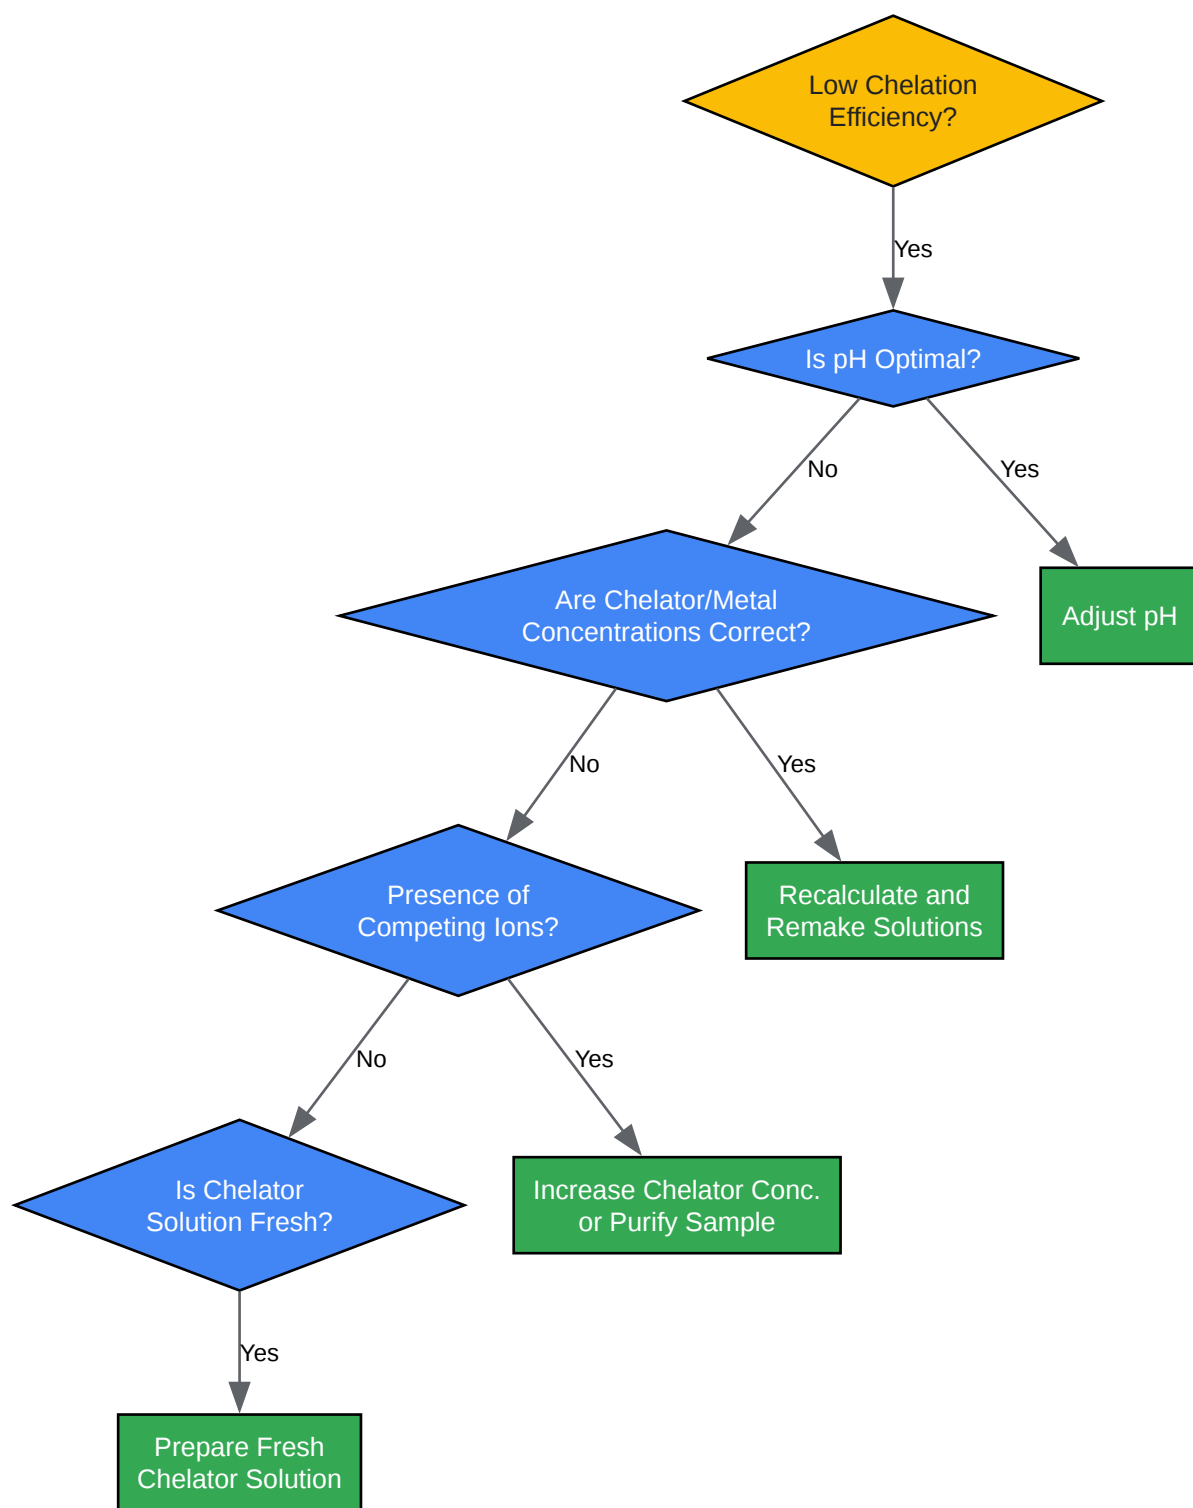 Low Chelation
Efficiency?
Yes
Is pH Optimal?
No
Yes
Are Chelator/Metal
Concentrations Correct?
Adjust pH
No
Yes
Presence of
Competing Ions?
Recalculate and
Remake Solutions
No
Yes
Is Chelator
Solution Fresh?
Increase Chelator Conc.
or Purify Sample
Yes
Prepare Fresh
Chelator Solution